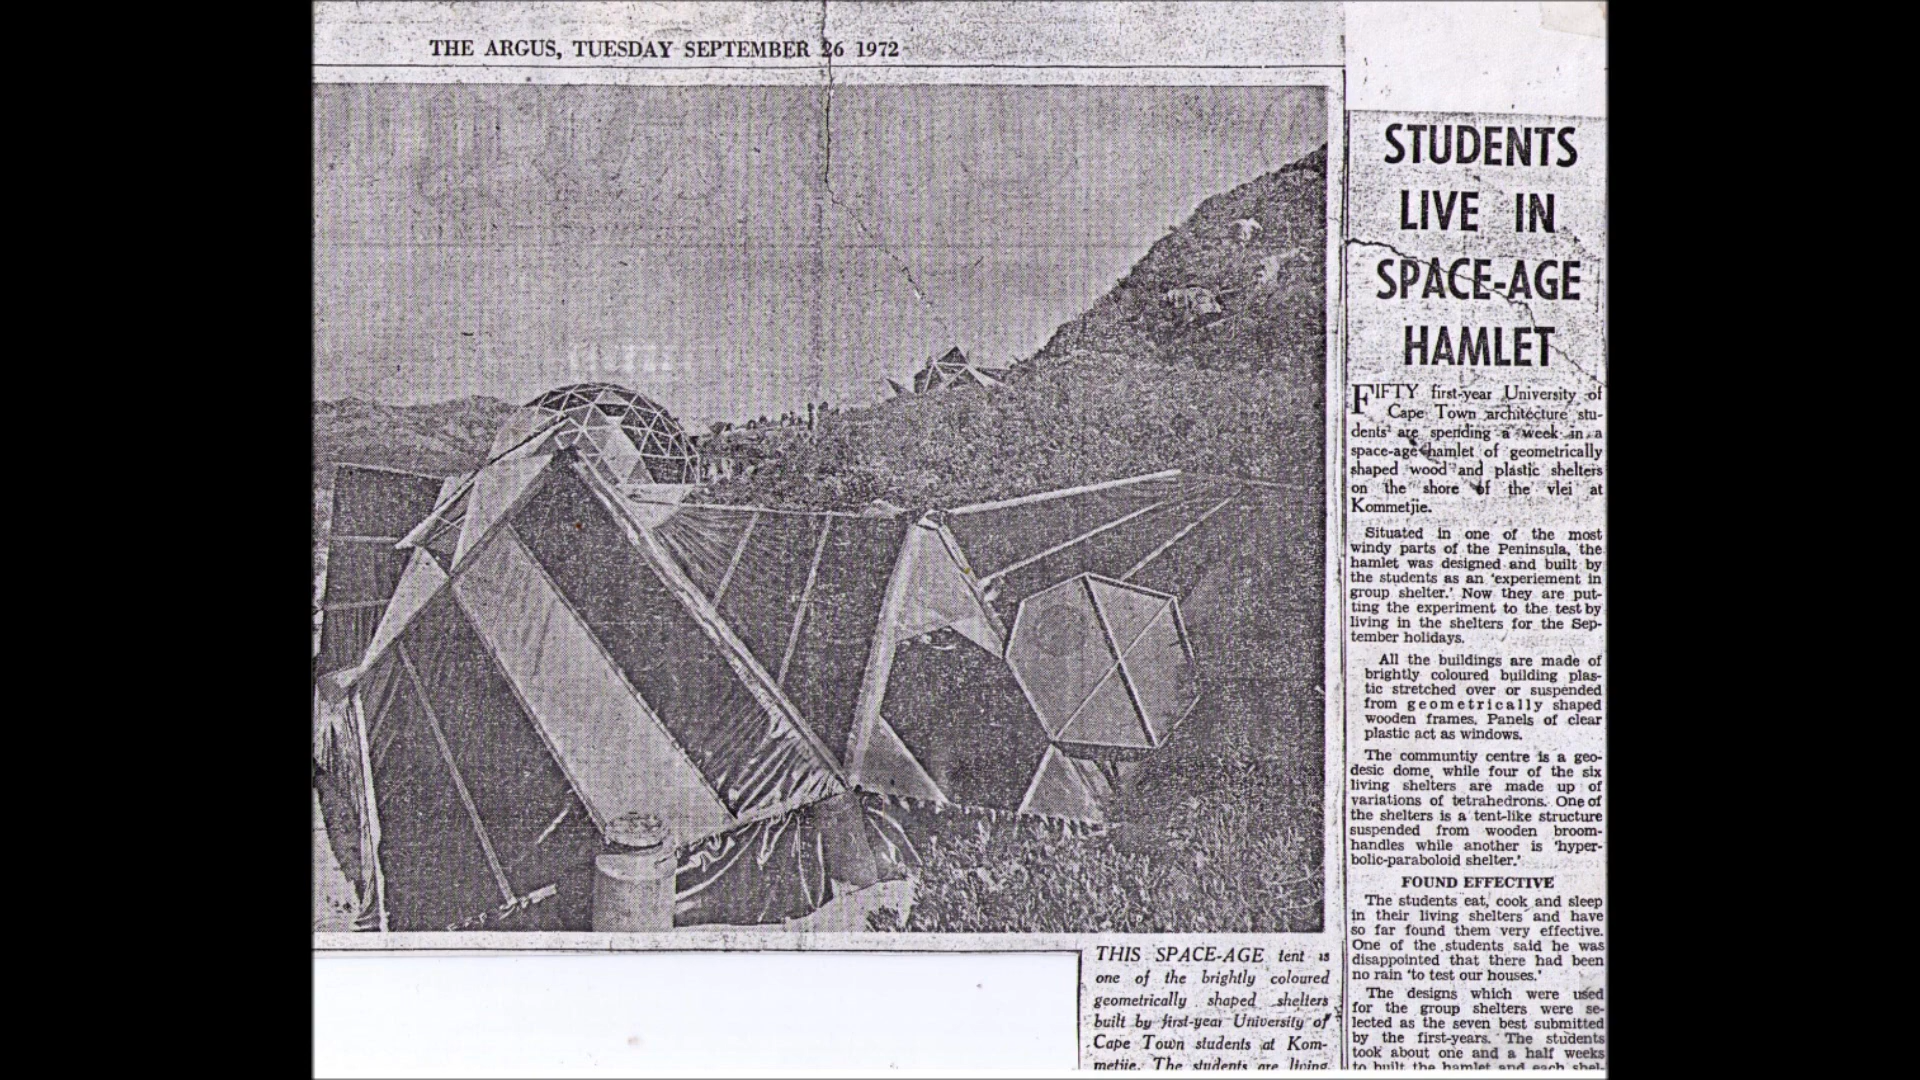 THE ARGUS, TUESDAY SEPTEMBER 26 1972
STUDENTS
LIVE IN
SPACE-AGE
HAMLET
FIFTY first-year University of
Cape Town architecture stu-
dents are spending a week in a
space-age hamlet of geometrically
shaped wood and plastic shelters
on the shore of the vlei at
Kommetjie.
Situated in one of the most
windy parts of the Peninsula, the
hamlet was designed and built by
the students as an 'experiement in
group shelter.' Now they are put-
ting the experiment to the test by
living in the shelters for the Sep-
tember holidays.
All the buildings are made of
brightly coloured building plas-
tic stretched over or suspended
from geometrically shaped
wooden frames. Panels of clear
plastic act as windows.
The communtiy centre is a geo-
desic dome, while four of the six
living shelters are made up of
variations of tetrahedrons. One of
the shelters is a tent-like structure
suspended from wooden broom-
handles while another is 'hyper-
bolic-paraboloid shelter.'
FOUND EFFECTIVE
The students eat, cook and sleep
in their living shelters and have
so far found them very effective.
One of the students said he was
disappointed that there had been
no rain 'to test our houses.'
The designs which were used
for the group shelters were se-
lected as the seven best submitted
by the first-years. The students
took about one and a half weeks
to built the hamlet and each shel-
THIS SPACE-AGE tent is
one of the brightly coloured
geometrically shaped shelters
built by first-year University of
Cape Town students at Kom-
metjie. The students are living